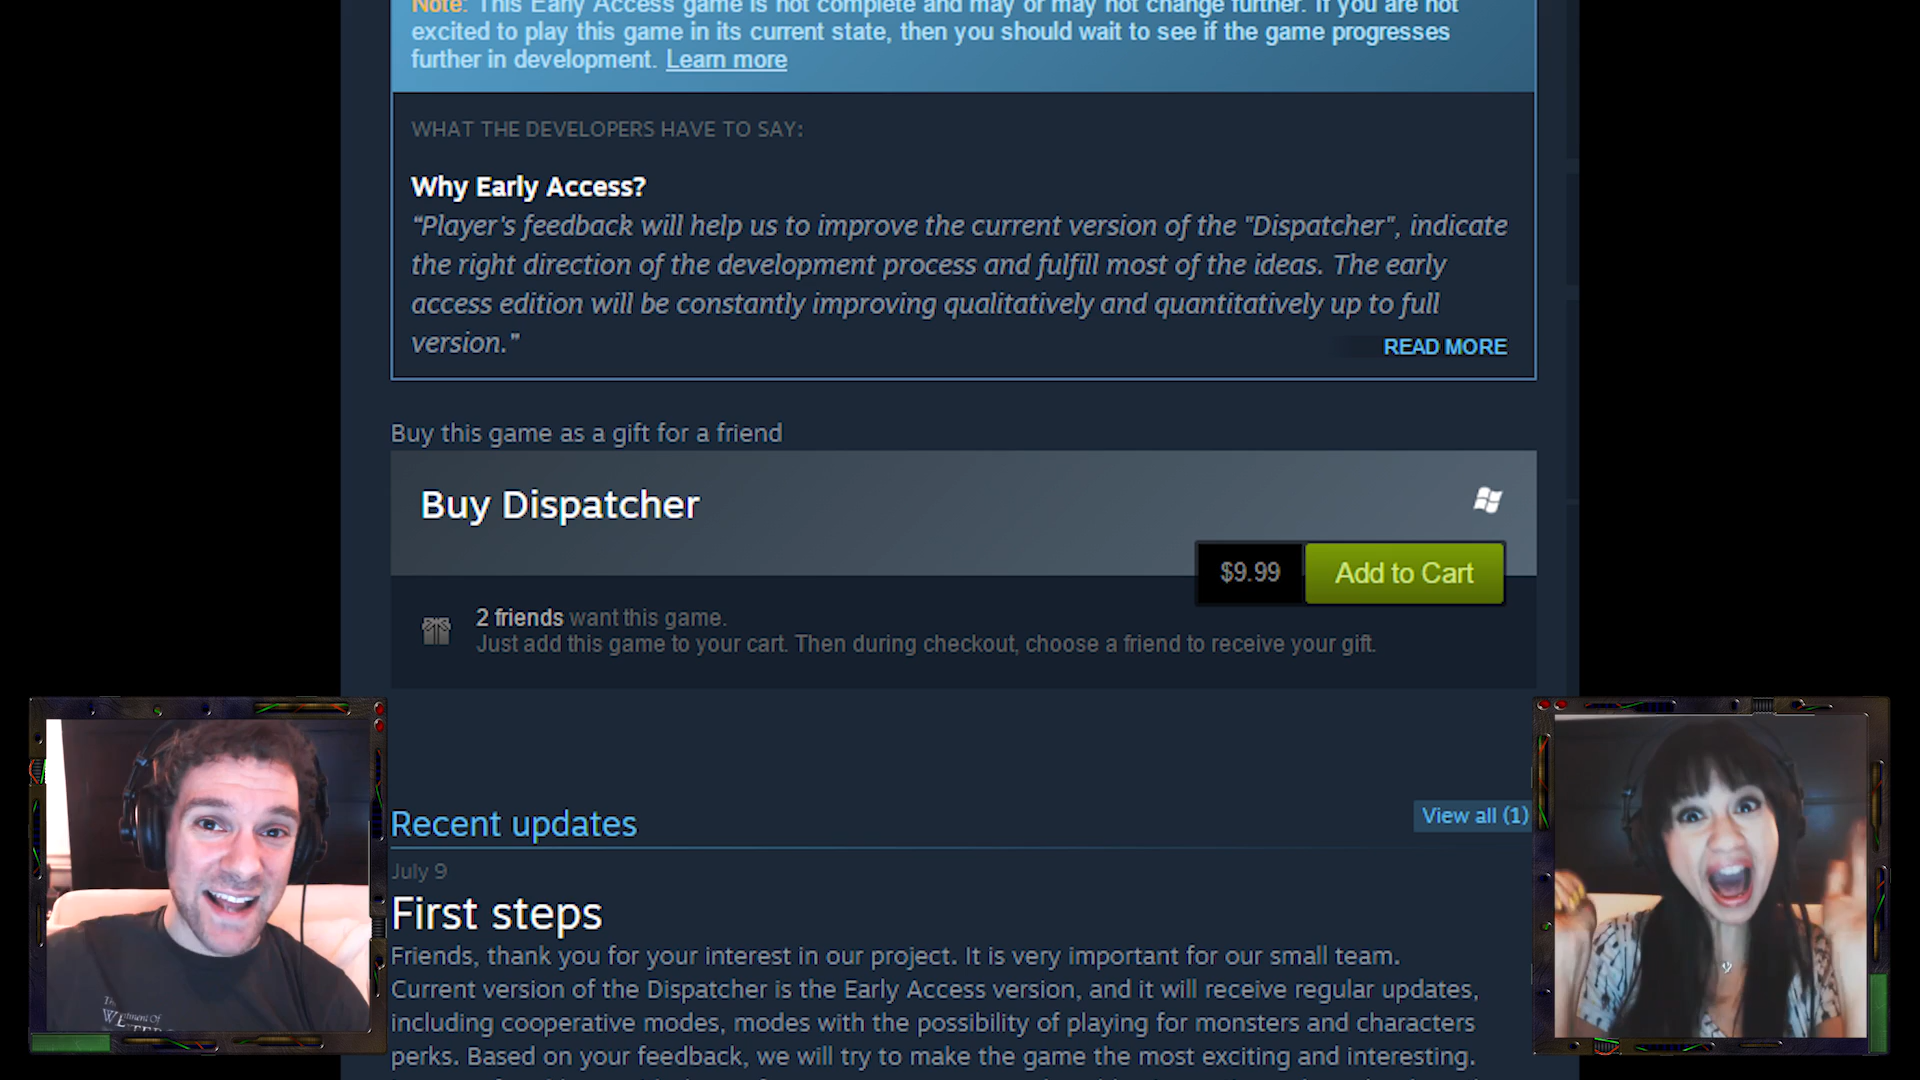 Note: This Early Access game is not complete and may or may not change further. If you are not
excited to play this game in its current state, then you should wait to see if the game progresses
further in development. Learn more
WHAT THE DEVELOPERS HAVE TO SAY:
Why Early Access?
“Player's feedback will help us to improve the current version of the "Dispatcher", indicate
the right direction of the development process and fulfill most of the ideas. The early
access edition will be constantly improving qualitatively and quantitatively up to full
version.”
READ MORE
Buy this game as a gift for a friend
Buy Dispatcher
$9.99
Add to Cart
2 friends want this game.
Just add this game to your cart. Then during checkout, choose a friend to receive your gift.
Recent updates
View all (1)
July 9
First steps
Friends, thank you for your interest in our project. It is very important for our small team.
Current version of the Dispatcher is the Early Access version, and it will receive regular updates,
including cooperative modes, modes with the possibility of playing for monsters and characters
perks. Based on your feedback, we will try to make the game the most exciting and interesting.